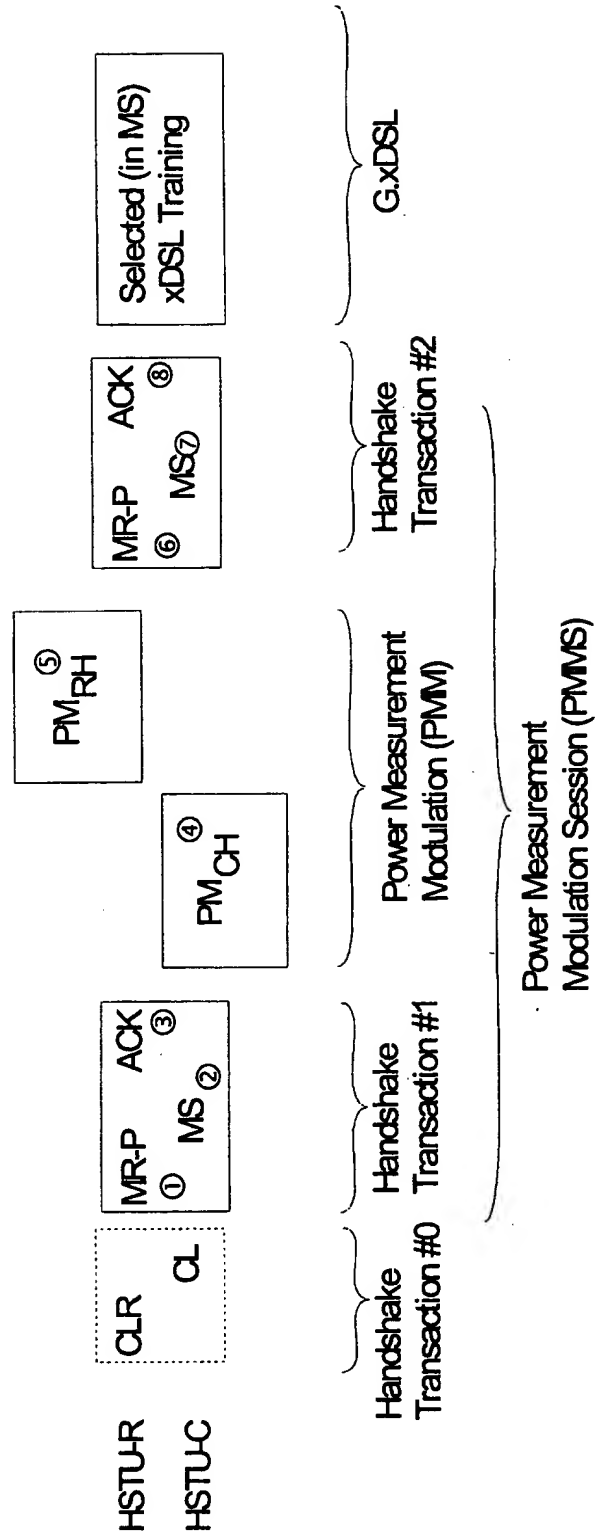 HSTU-R
HSTU-C
CLR
CL
Handshake
Transaction #0
MR-P ACK
① ③
MS ②
Handshake
Transaction #1
PM CH ④
PM RH ⑤
Power Measurement
Modulation (PMM)
MR-P ACK
⑥ ⑧
MS⑦
Handshake
Transaction #2
Power Measurement
Modulation Session (PMMS)
Selected (in MS)
xDSL Training
G.xDSL